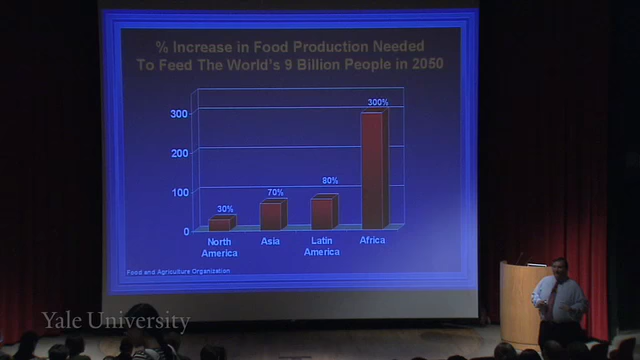 % Increase in Food Production Needed
To Feed The World's 9 Billion People in 2050
300
200
100
0
30%
70%
80%
300%
North
America
Asia
Latin
America
Africa
Food and Agriculture Organization
Yale University